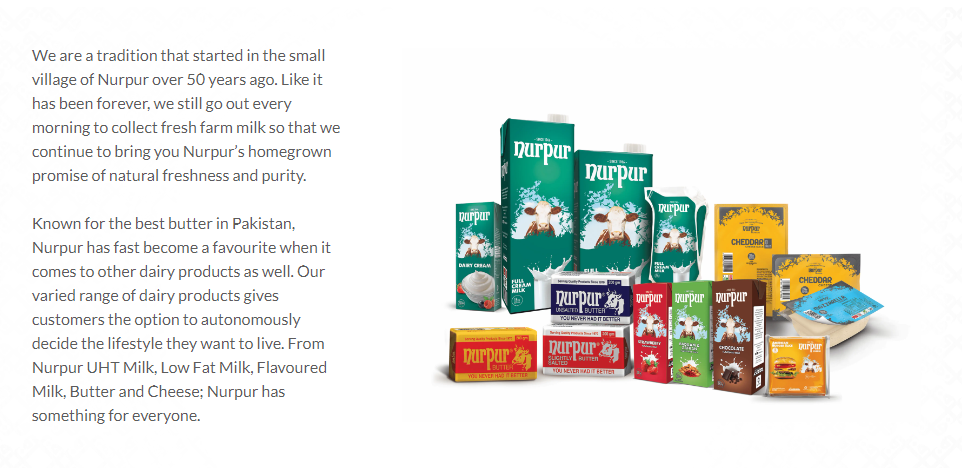 We are a tradition that started in the small
village of Nurpur over 50 years ago. Like it
has been forever, we still go out every
morning to collect fresh farm milk so that we
continue to bring you Nurpur’s homegrown
promise of natural freshness and purity.
Known for the best butter in Pakistan,
Nurpur has fast become a favourite when it
comes to other dairy products as well. Our
varied range of dairy products gives
customers the option to autonomously
decide the lifestyle they want to live. From
Nurpur UHT Milk, Low Fat Milk, Flavoured
Milk, Butter and Cheese; Nurpur has
something for everyone.
nurpur
nurpur
nurpur
FULL
CREAM
MILK
nurpur
DAIRY CREAM
FULL
CREAM
MILK
CHEDDAR
CHEDDAR
nurpur
UNSALTED BUTTER
YOU NEVER HAD IT BETTER
nurpur
BUTTER
YOU NEVER HAD IT BETTER
nurpur
SLIGHTLY
SALTED BUTTER
YOU NEVER HAD IT BETTER
nurpur
STRAWBERRY
nurpur
nurpur
CHOCOLATE
nurpur